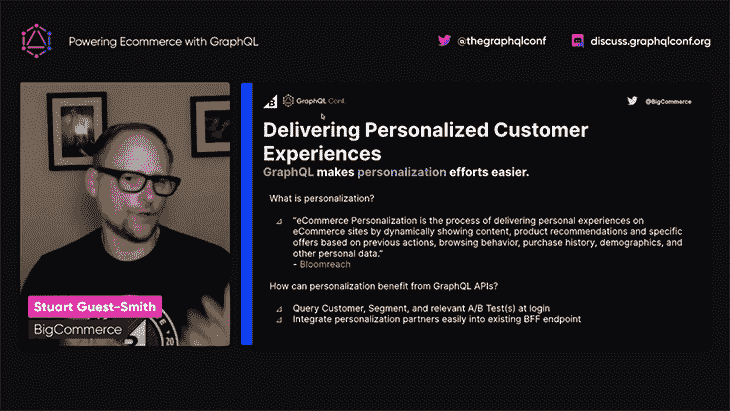 Powering Ecommerce with GraphQL
@thegraphqlconf
discuss.graphqlconf.org
GraphQL Conf.
@BigCommerce
Delivering Personalized Customer
Experiences
GraphQL makes personalization efforts easier.
What is personalization?
"eCommerce Personalization is the process of delivering personal experiences on
eCommerce sites by dynamically showing content, product recommendations and specific
offers based on previous actions, browsing behavior, purchase history, demographics, and
other personal data."
- Bloomreach
How can personalization benefit from GraphQL APIs?
Query Customer, Segment, and relevant A/B Test(s) at login
Integrate personalization partners easily into existing BFF endpoint
Stuart Guest-Smith
BigCommerce
20